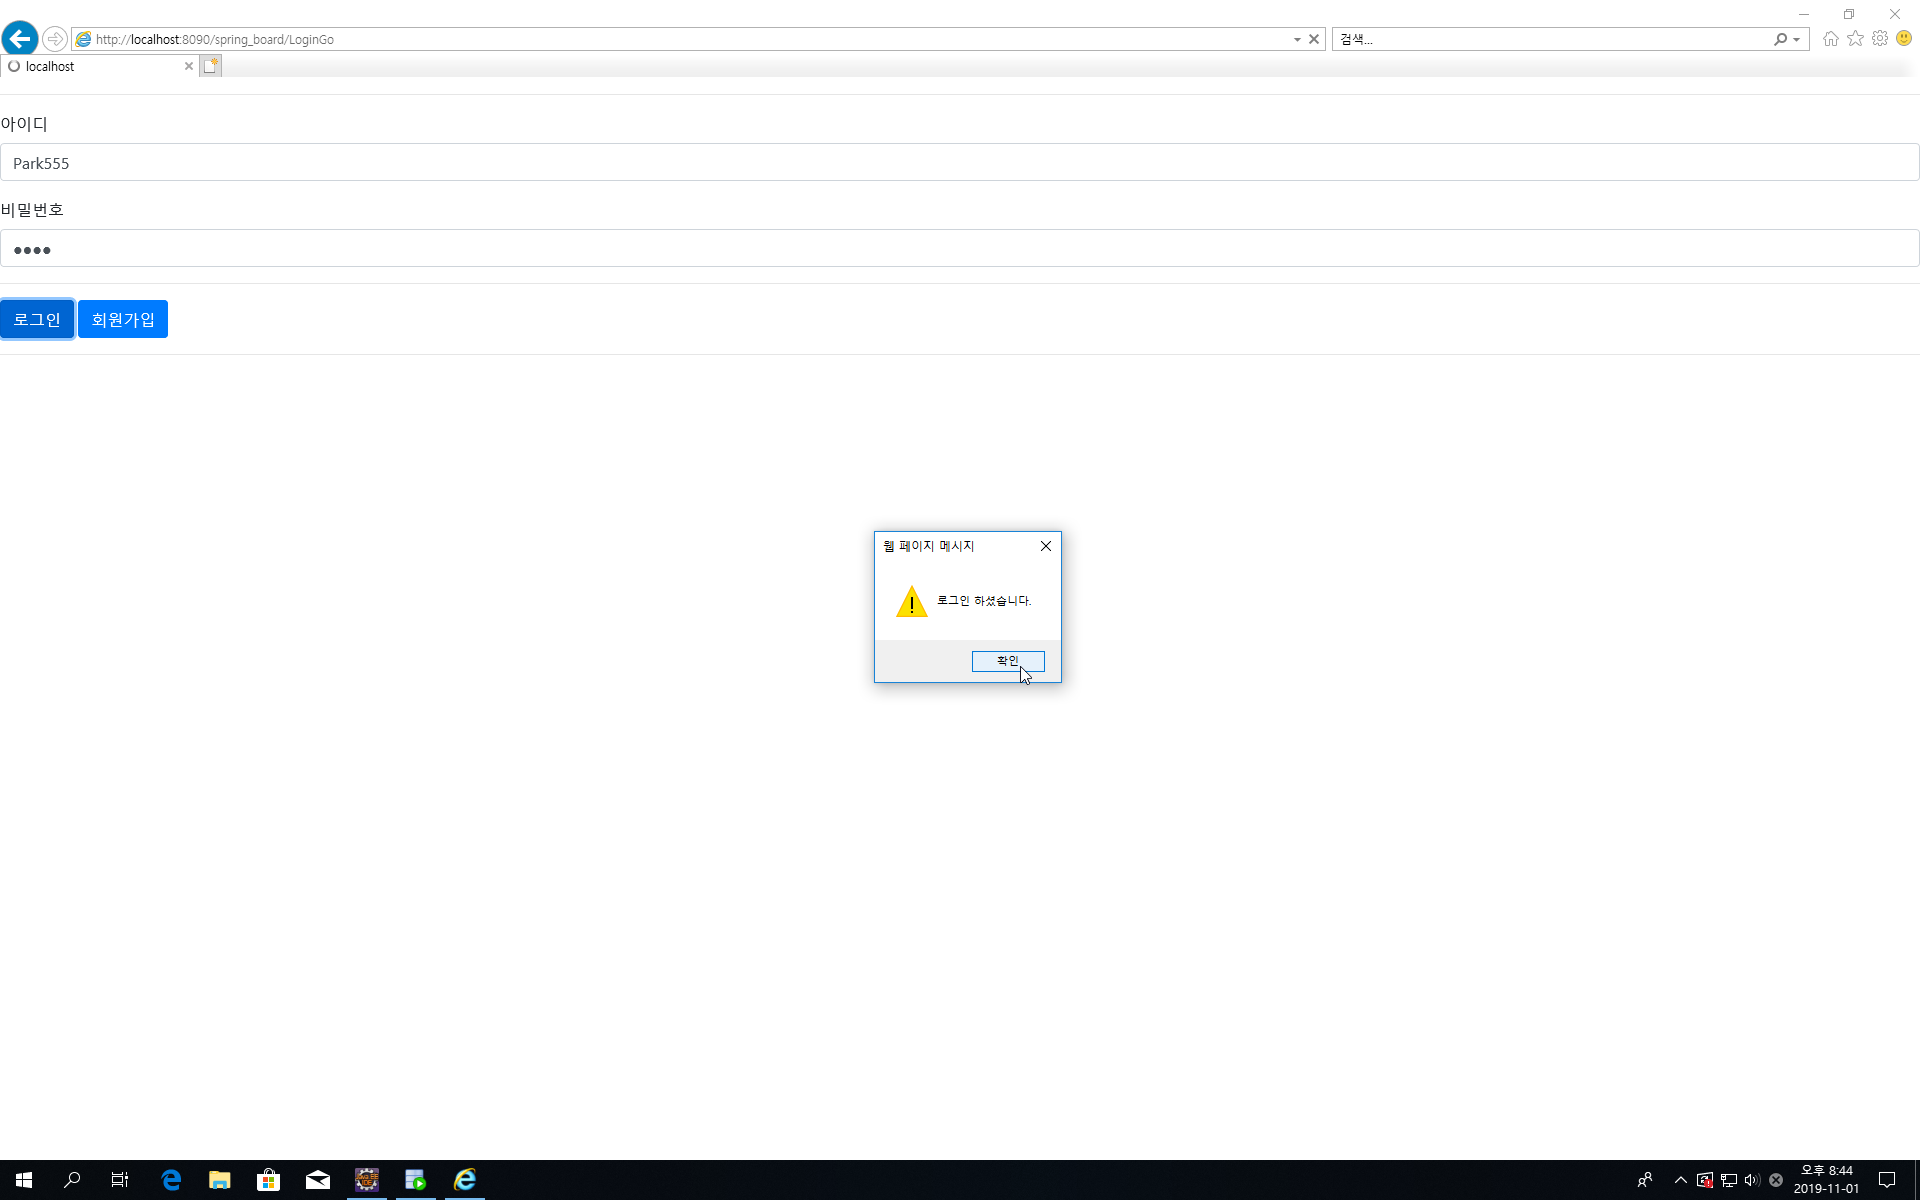 http://localhost:8090/spring_board/LoginGo
검색...
localhost
아이디
Park555
비밀번호
●●●●
로그인 회원가입
웹 페이지 메시지
로그인 하셨습니다.
확인
오후 8:44
2019-11-01